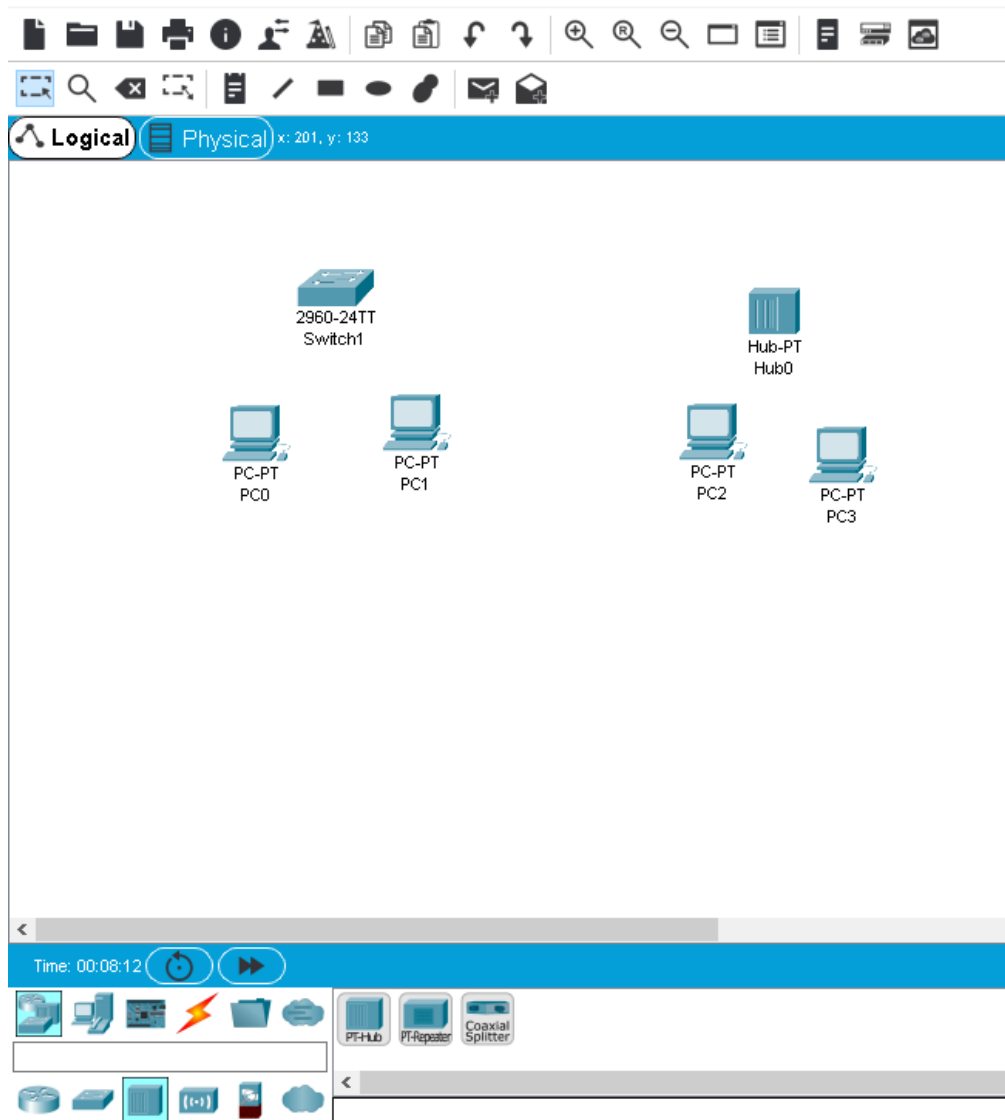 Logical
Physical
x: 201, y: 133
2960-24TT
Switch1
Hub-PT
Hub0
PC-PT
PC0
PC-PT
PC1
PC-PT
PC2
PC-PT
PC3
Time: 00:08:12
PT-Hub
PT-Repeater
Coaxial
Splitter